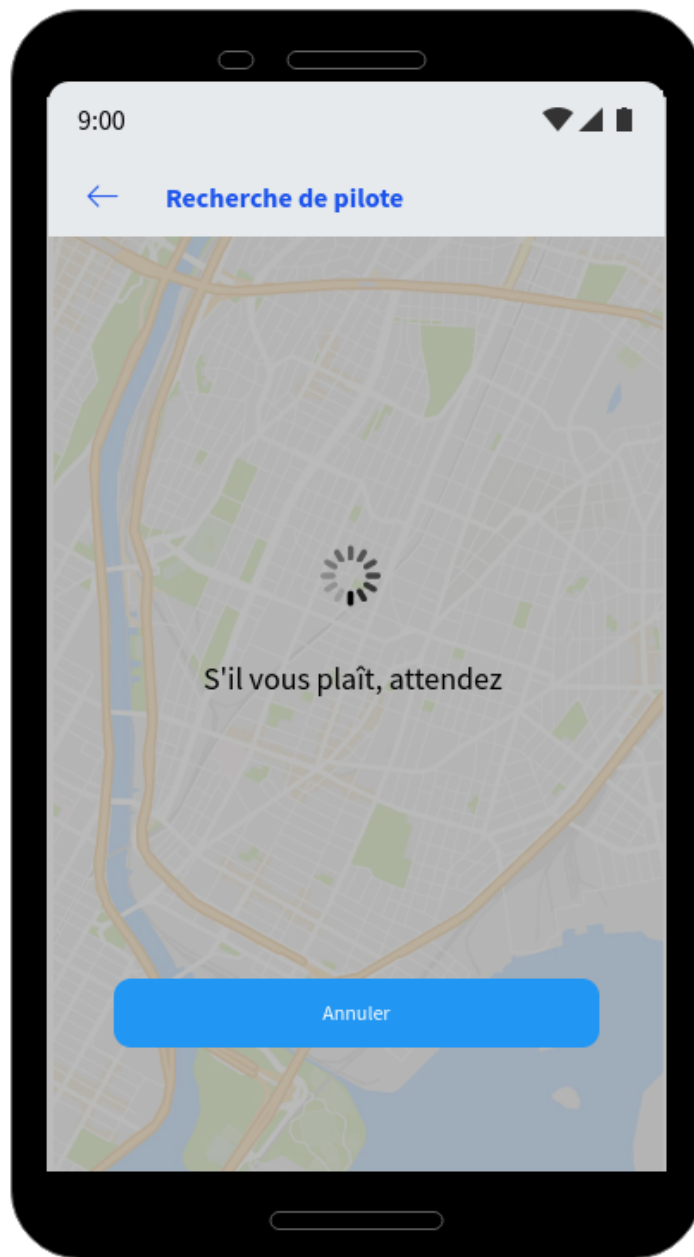 9:00
Recherche de pilote
S'il vous plaît, attendez
Annuler